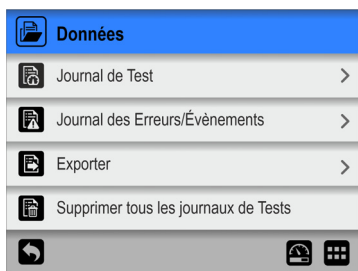 Données
Journal de Test
Journal des Erreurs/Évènements
Exporter
Supprimer tous les journaux de Tests